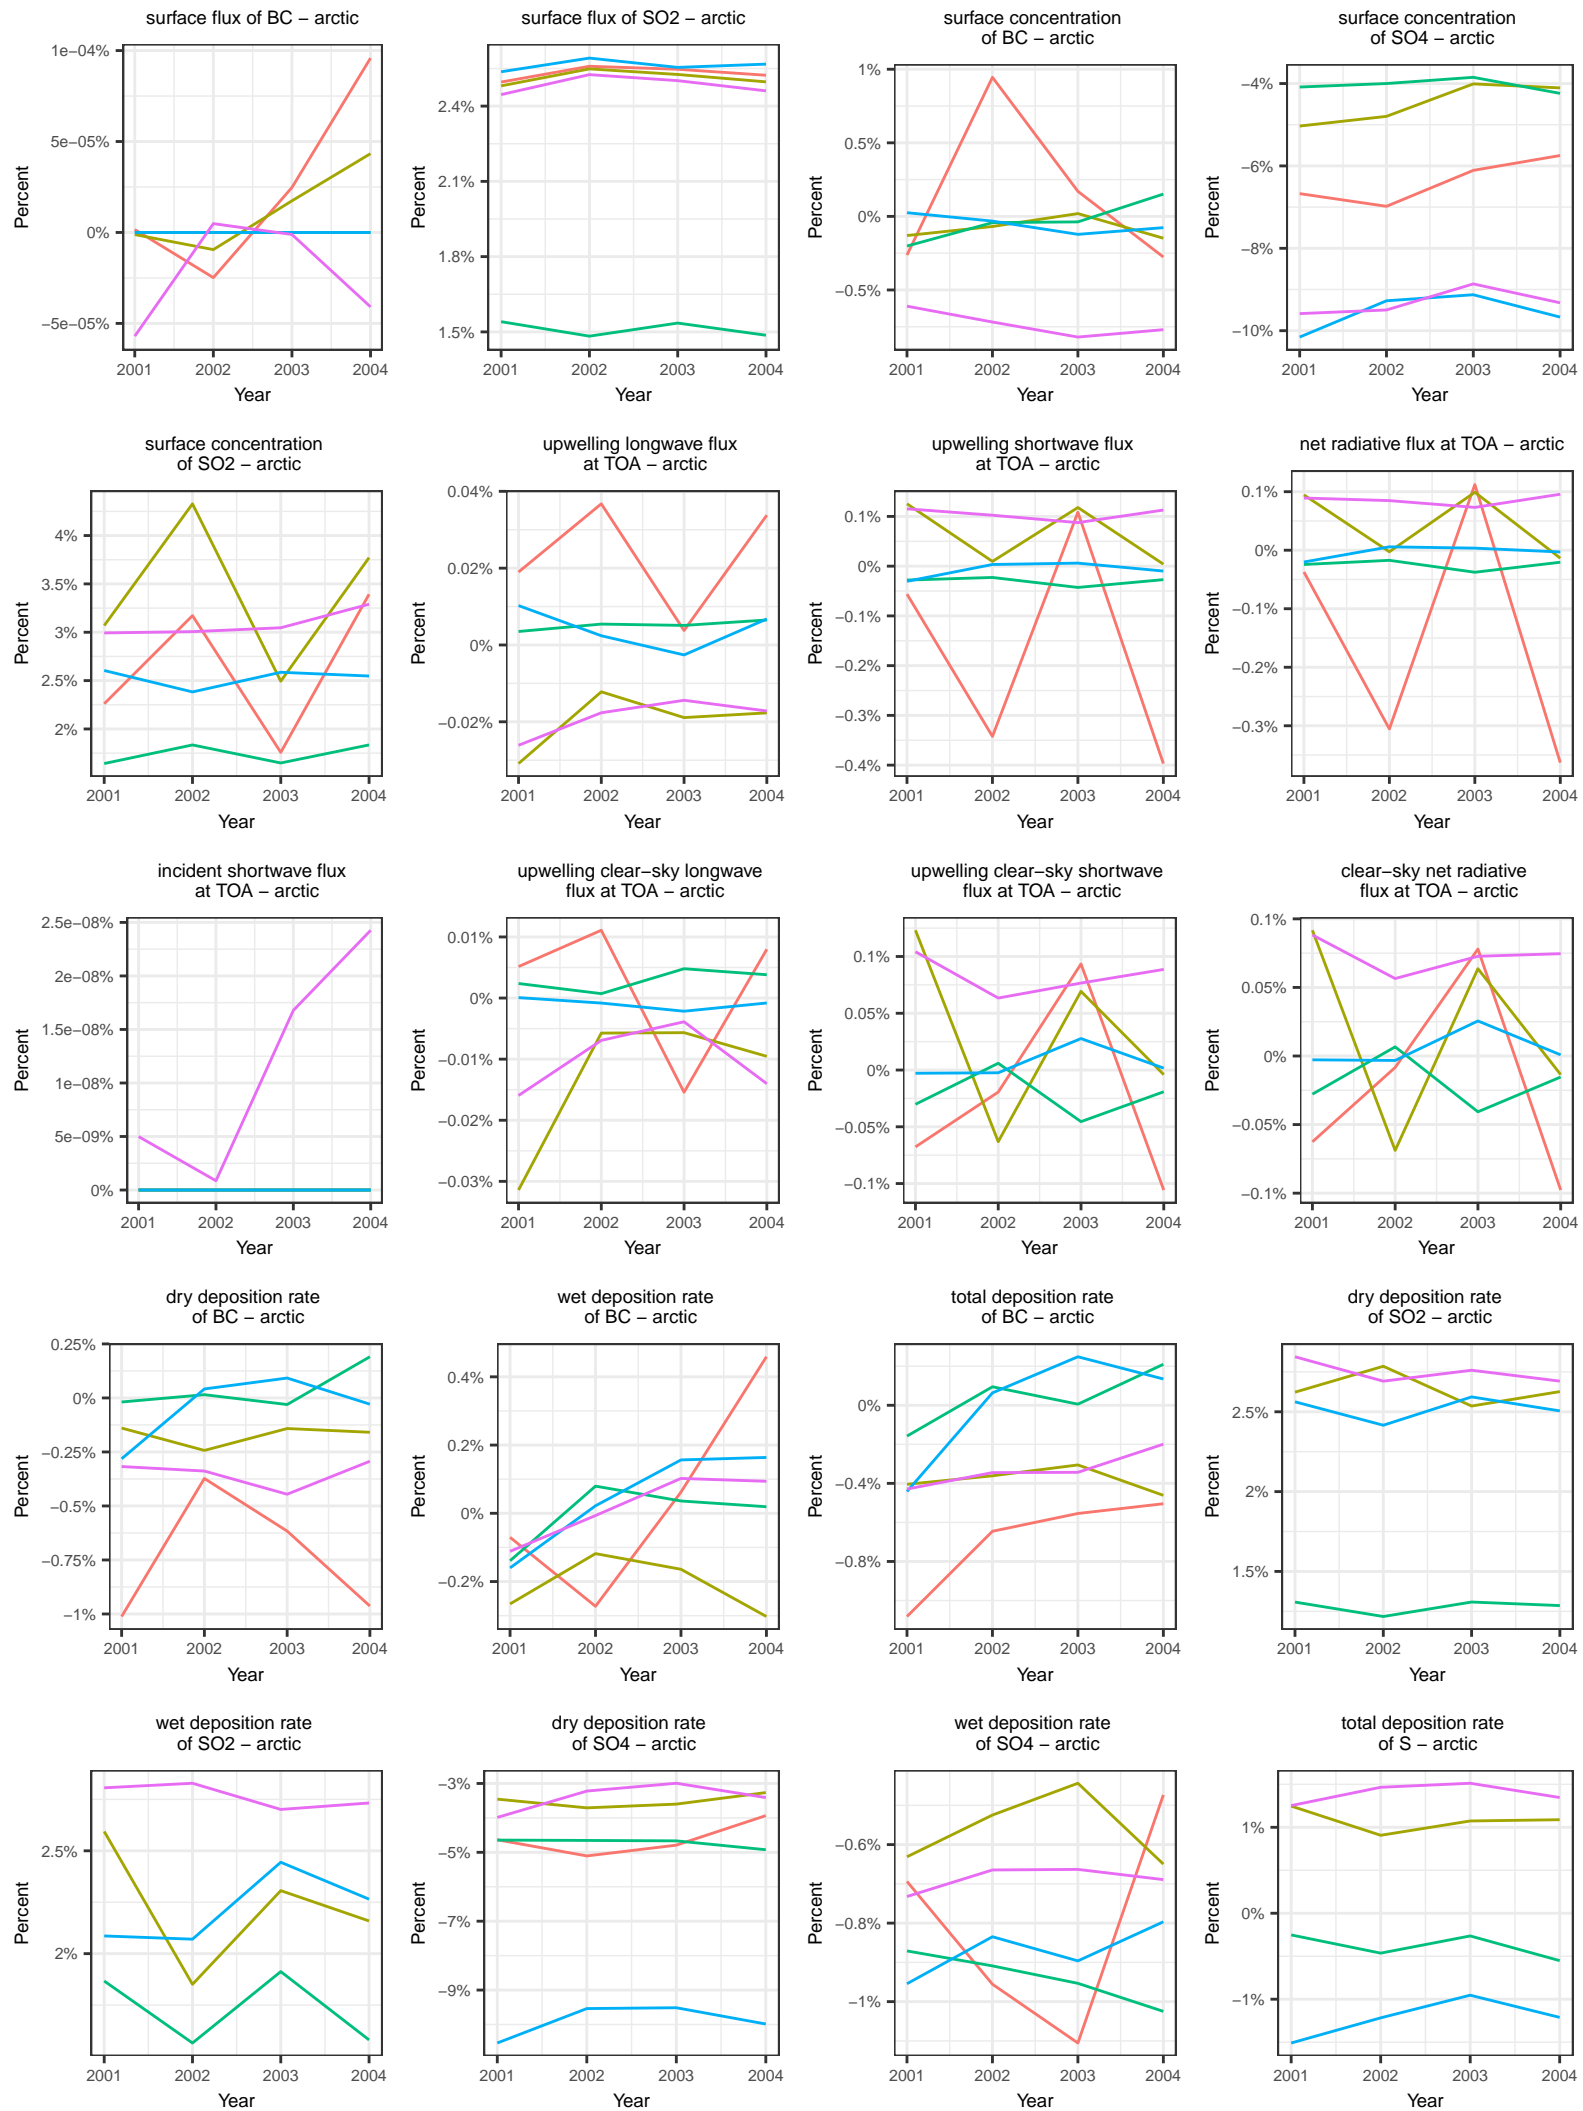 surface flux of BC − arctic
1e−04%
5e−05%
0%
−5e−05%
Percent
2001 2002 2003 2004
Year
surface flux of SO2 − arctic
2.4%
2.1%
1.8%
1.5%
Percent
2001 2002 2003 2004
Year
surface concentration
of BC − arctic
1%
0.5%
0%
−0.5%
Percent
2001 2002 2003 2004
Year
surface concentration
of SO4 − arctic
−4%
−6%
−8%
−10%
Percent
2001 2002 2003 2004
Year
surface concentration
of SO2 − arctic
4%
3.5%
3%
2.5%
2%
Percent
2001 2002 2003 2004
Year
upwelling longwave flux
at TOA − arctic
0.04%
0.02%
0%
−0.02%
Percent
2001 2002 2003 2004
Year
upwelling shortwave flux
at TOA − arctic
0.1%
0%
−0.1%
−0.2%
−0.3%
−0.4%
Percent
2001 2002 2003 2004
Year
net radiative flux at TOA − arctic
0.1%
0%
−0.1%
−0.2%
−0.3%
Percent
2001 2002 2003 2004
Year
incident shortwave flux
at TOA − arctic
2.5e−08%
2e−08%
1.5e−08%
1e−08%
5e−09%
0%
Percent
2001 2002 2003 2004
Year
upwelling clear−sky longwave
flux at TOA − arctic
0.01%
0%
−0.01%
−0.02%
−0.03%
Percent
2001 2002 2003 2004
Year
upwelling clear−sky shortwave
flux at TOA − arctic
0.1%
0.05%
0%
−0.05%
−0.1%
Percent
2001 2002 2003 2004
Year
clear−sky net radiative
flux at TOA − arctic
0.1%
0.05%
0%
−0.05%
−0.1%
Percent
2001 2002 2003 2004
Year
dry deposition rate
of BC − arctic
0.25%
0%
−0.25%
−0.5%
−0.75%
−1%
Percent
2001 2002 2003 2004
Year
wet deposition rate
of BC − arctic
0.4%
0.2%
0%
−0.2%
Percent
2001 2002 2003 2004
Year
total deposition rate
of BC − arctic
0%
−0.4%
−0.8%
Percent
2001 2002 2003 2004
Year
dry deposition rate
of SO2 − arctic
2.5%
2%
1.5%
Percent
2001 2002 2003 2004
Year
wet deposition rate
of SO2 − arctic
2.5%
2%
Percent
2001 2002 2003 2004
Year
dry deposition rate
of SO4 − arctic
−3%
−5%
−7%
−9%
Percent
2001 2002 2003 2004
Year
wet deposition rate
of SO4 − arctic
−0.6%
−0.8%
−1%
Percent
2001 2002 2003 2004
Year
total deposition rate
of S − arctic
1%
0%
−1%
Percent
2001 2002 2003 2004
Year